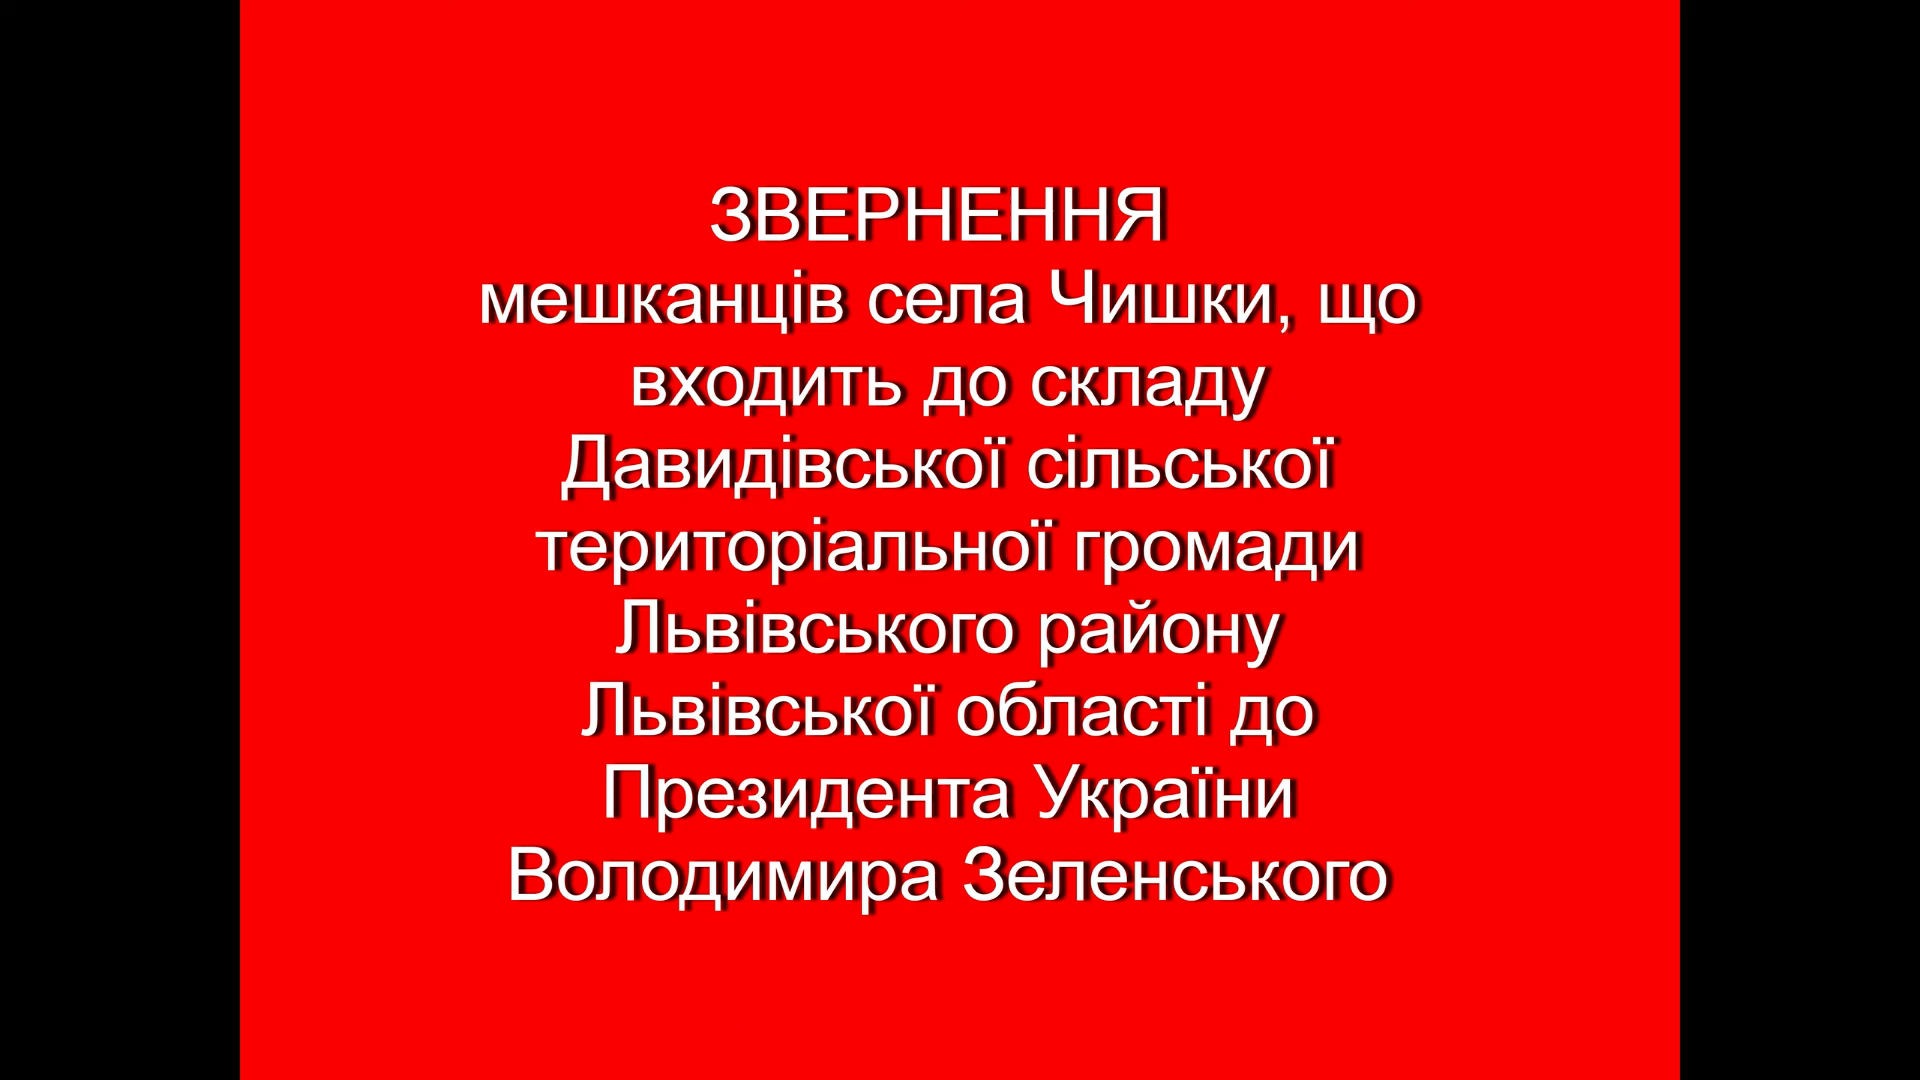 ЗВЕРНЕННЯ
мешканців села Чишки, що
входить до складу
Давидівської сільської
територіальної громади
Львівського району
Львівської області до
Президента України
Володимира Зеленського